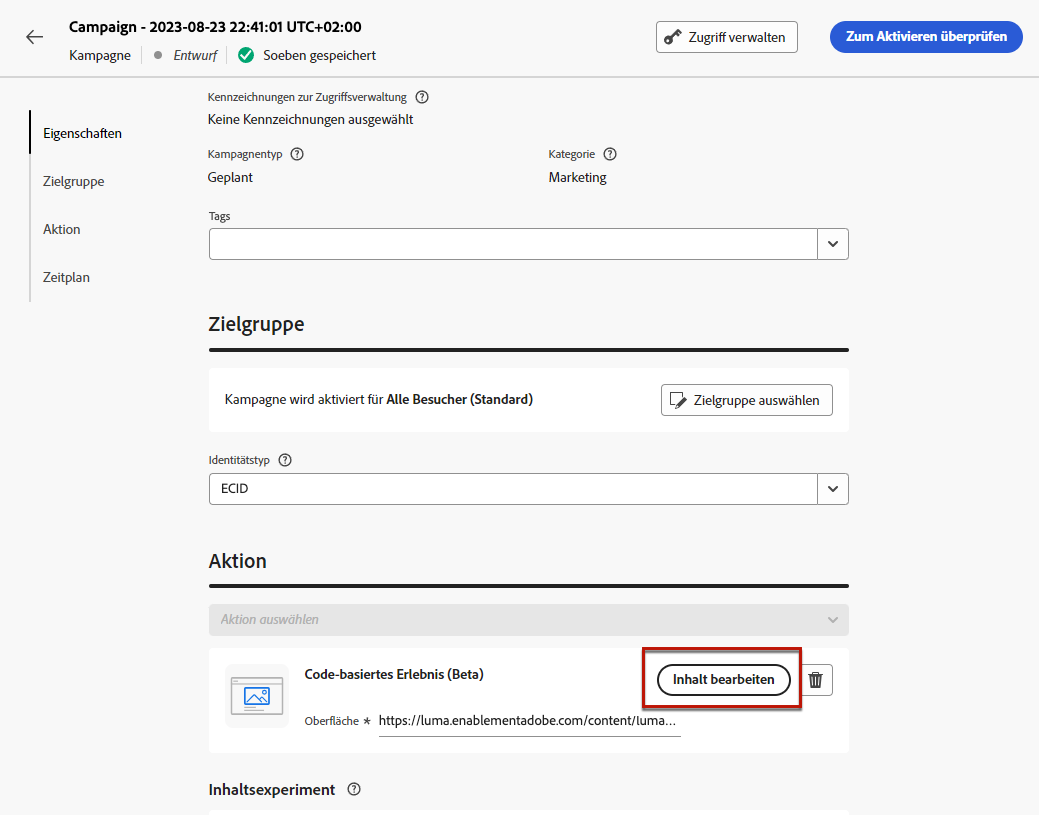 Campaign - 2023-08-23 22:41:01 UTC+02:00
Kampagne
Entwurf
Soeben gespeichert
Zugriff verwalten
Zum Aktivieren überprüfen
Eigenschaften
Zielgruppe
Aktion
Zeitplan
Kennzeichnungen zur Zugriffsverwaltung
Keine Kennzeichnungen ausgewählt
Kampagnentyp
Geplant
Kategorie
Marketing
Tags
Zielgruppe
Kampagne wird aktiviert für Alle Besucher (Standard)
Zielgruppe auswählen
Identitätstyp
ECID
Aktion
Aktion auswählen
Code-basiertes Erlebnis (Beta)
Inhalt bearbeiten
Oberfläche * https://luma.enablementadobe.com/content/luma...
Inhaltsexperiment